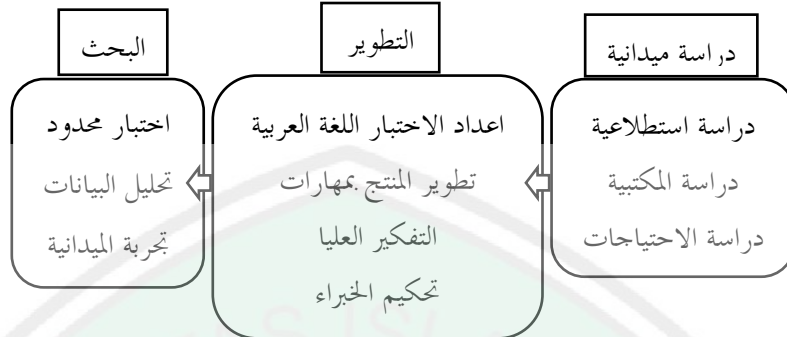 دراسة ميدانية
دراسة استطلاعية
دراسة المكتبية
دراسة الاحتياجات
التطوير
اعداد الاختبار اللغة العربية
تطوير المنتج بمهارات
التفكير العليا
تحكيم الخبراء
البحث
اختبار محدود
تحليل البيانات
تجربة الميدانية